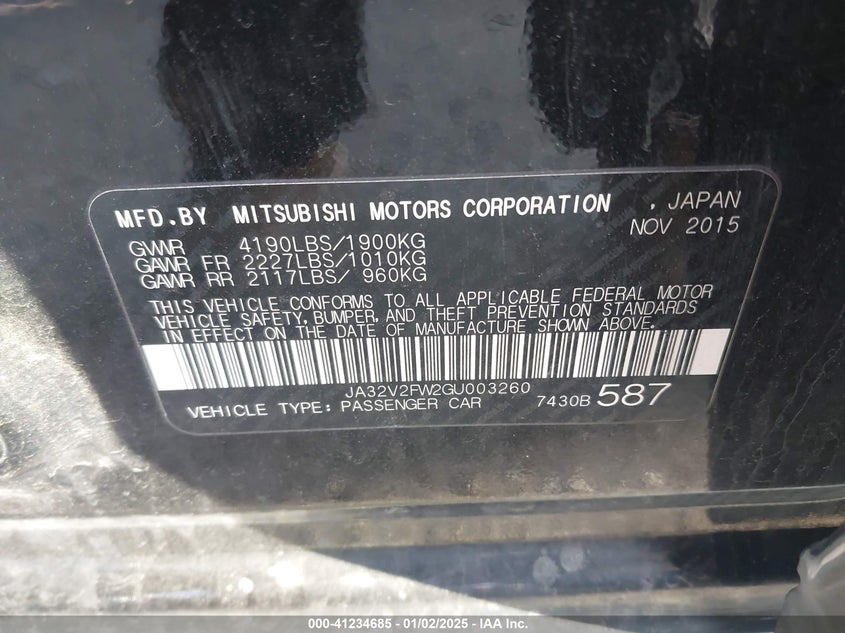 MFD.BY MITSUBISHI MOTORS CORPORATION , JAPAN
NOV 2015
GVWR 4190LBS/1900KG
GAWR FR 2227LBS/1010KG
GAWR RR 2117LBS/ 960KG
THIS VEHICLE CONFORMS TO ALL APPLICABLE FEDERAL MOTOR
VEHICLE SAFETY, BUMPER, AND THEFT PREVENTION STANDARDS
IN EFFECT ON THE DATE OF MANUFACTURE SHOWN ABOVE.
JA32V2FW2GU003260
VEHICLE TYPE: PASSENGER CAR 7430B 587
000-41234685 - 01/02/2025 - IAA Inc.